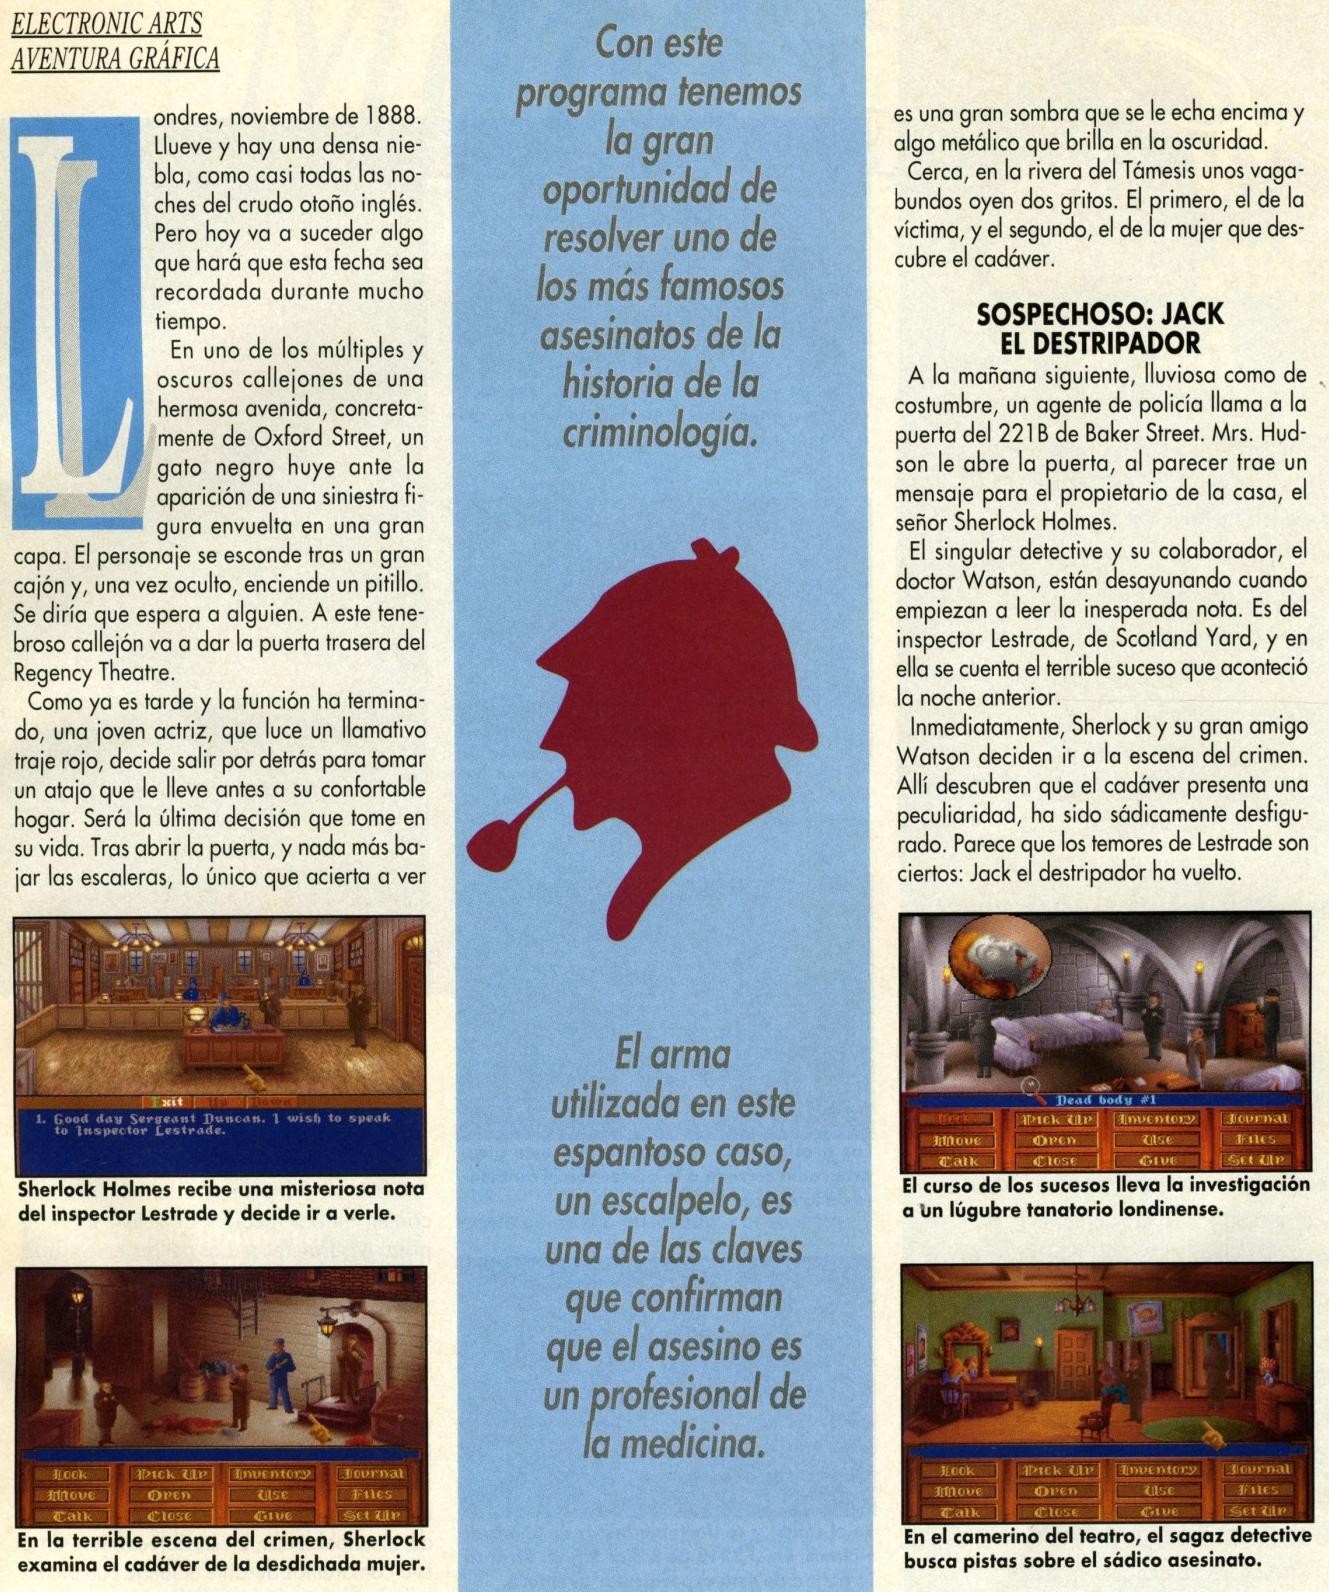 ELECTRONIC ARTS
AVENTURA GRÁFICA
Londres, noviembre de 1888.
Llueve y hay una densa nie-
bla, como casi todas las no-
ches del crudo otoño inglés.
Pero hoy va a suceder algo
que hará que esta fecha sea
recordada durante mucho
tiempo.
En uno de los múltiples y
oscuros callejones de una
hermosa avenida, concreta-
mente de Oxford Street, un
gato negro huye ante la
aparición de una siniestra fi-
gura envuelta en una gran
capa. El personaje se esconde tras un gran
cajón y, una vez oculto, enciende un pitillo.
Se diría que espera a alguien. A este tene-
broso callejón va a dar la puerta trasera del
Regency Theatre.
Como ya es tarde y la función ha termina-
do, una joven actriz, que luce un llamativo
traje rojo, decide salir por detrás para tomar
un atajo que le lleve antes a su confortable
hogar. Será la última decisión que tome en
su vida. Tras abrir la puerta, y nada más ba-
jar las escaleras, lo único que acierta a ver
Exit Up Down
1. Good day Sergeant Duncan. I wish to speak
to Inspector Lestrade.
Sherlock Holmes recibe una misteriosa nota
del inspector Lestrade y decide ir a verle.
Look Pick Up Inventory Journal
Move Open Use Files
Talk Close Give Set Up
En la terrible escena del crimen, Sherlock
examina el cadáver de la desdichada mujer.
Con este
programa tenemos
la gran
oportunidad de
resolver uno de
los más famosos
asesinatos de la
historia de la
criminología.
El arma
utilizada en este
espantoso caso,
un escalpelo, es
una de las claves
que confirman
que el asesino es
un profesional de
la medicina.
es una gran sombra que se le echa encima y
algo metálico que brilla en la oscuridad.
Cerca, en la rivera del Támesis unos vaga-
bundos oyen dos gritos. El primero, el de la
víctima, y el segundo, el de la mujer que des-
cubre el cadáver.
SOSPECHOSO: JACK
EL DESTRIPADOR
A la mañana siguiente, lluviosa como de
costumbre, un agente de policía llama a la
puerta del 221B de Baker Street. Mrs. Hud-
son le abre la puerta, al parecer trae un
mensaje para el propietario de la casa, el
señor Sherlock Holmes.
El singular detective y su colaborador, el
doctor Watson, están desayunando cuando
empiezan a leer la inesperada nota. Es del
inspector Lestrade, de Scotland Yard, y en
ella se cuenta el terrible suceso que aconteció
la noche anterior.
Inmediatamente, Sherlock y su gran amigo
Watson deciden ir a la escena del crimen.
Allí descubren que el cadáver presenta una
peculiaridad, ha sido sádicamente desfigu-
rado. Parece que los temores de Lestrade son
ciertos: Jack el destripador ha vuelto.
Dead body #1
Look Pick Up Inventory Journal
Move Open Use Files
Talk Close Give Set Up
El curso de los sucesos lleva la investigación
a un lúgubre tanatorio londinense.
Look Pick Up Inventory Journal
Move Open Use Files
Talk Close Give Set Up
En el camerino del teatro, el sagaz detective
busca pistas sobre el sádico asesinato.